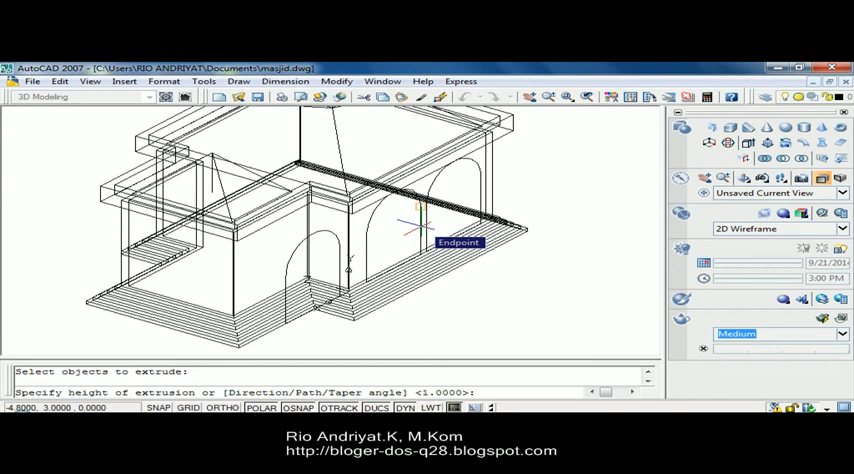 AutoCAD 2007 - [C:\Users\RIO ANDRIYAT\Documents\masjid.dwg]
File Edit View Insert Format Tools Draw Dimension Modify Window Help Express
3D Modeling
Unsaved Current View
Endpoint
2D Wireframe
9/21/201
3:00 PM
Medium
Select objects to extrude:
Specify height of extrusion or [Direction/Path/Taper angle] <1.0000>:
-4.8000, 3.0000, 0.0000 SNAP GRID ORTHO POLAR OSNAP OTRACK DUCS DYN LWT
Rio Andriyat.K, M.Kom
http://bloger-dos-q28.blogspot.com